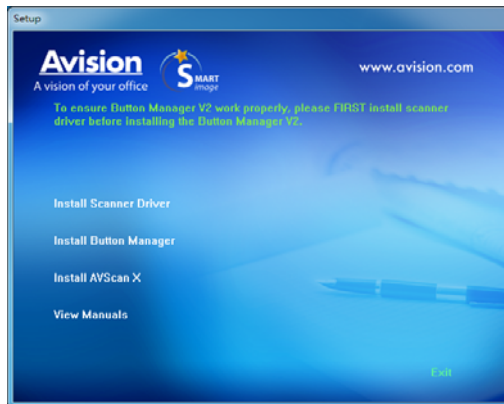 Setup
Avision
A vision of your office
SMART
image
www.avision.com
To ensure Button Manager V2 work properly, please FIRST install scanner
driver before installing the Button Manager V2.
Install Scanner Driver
Install Button Manager
Install AVScan X
View Manuals
Exit